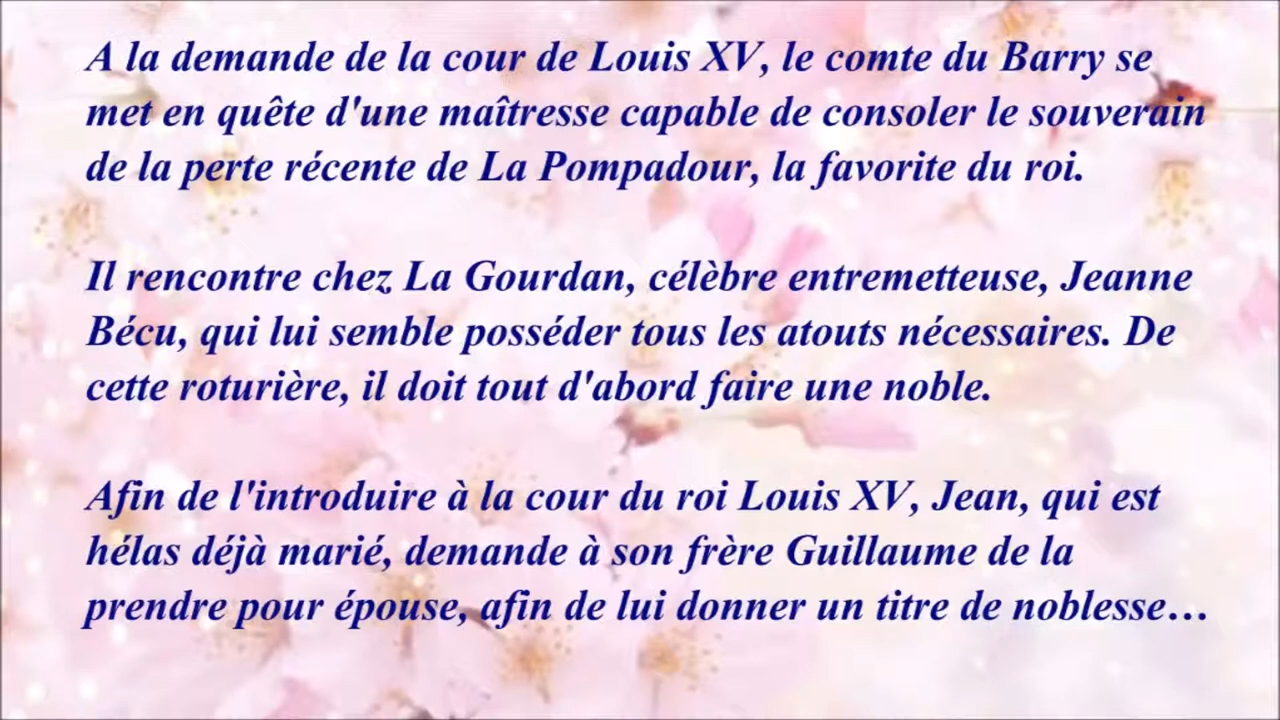 A la demande de la cour de Louis XV, le comte du Barry se
met en quête d'une maîtresse capable de consoler le souverain
de la perte récente de La Pompadour, la favorite du roi.
Il rencontre chez La Gourdan, célèbre entremetteuse, Jeanne
Bécu, qui lui semble posséder tous les atouts nécessaires. De
cette roturière, il doit tout d'abord faire une noble.
Afin de l'introduire à la cour du roi Louis XV, Jean, qui est
hélas déjà marié, demande à son frère Guillaume de la
prendre pour épouse, afin de lui donner un titre de noblesse…